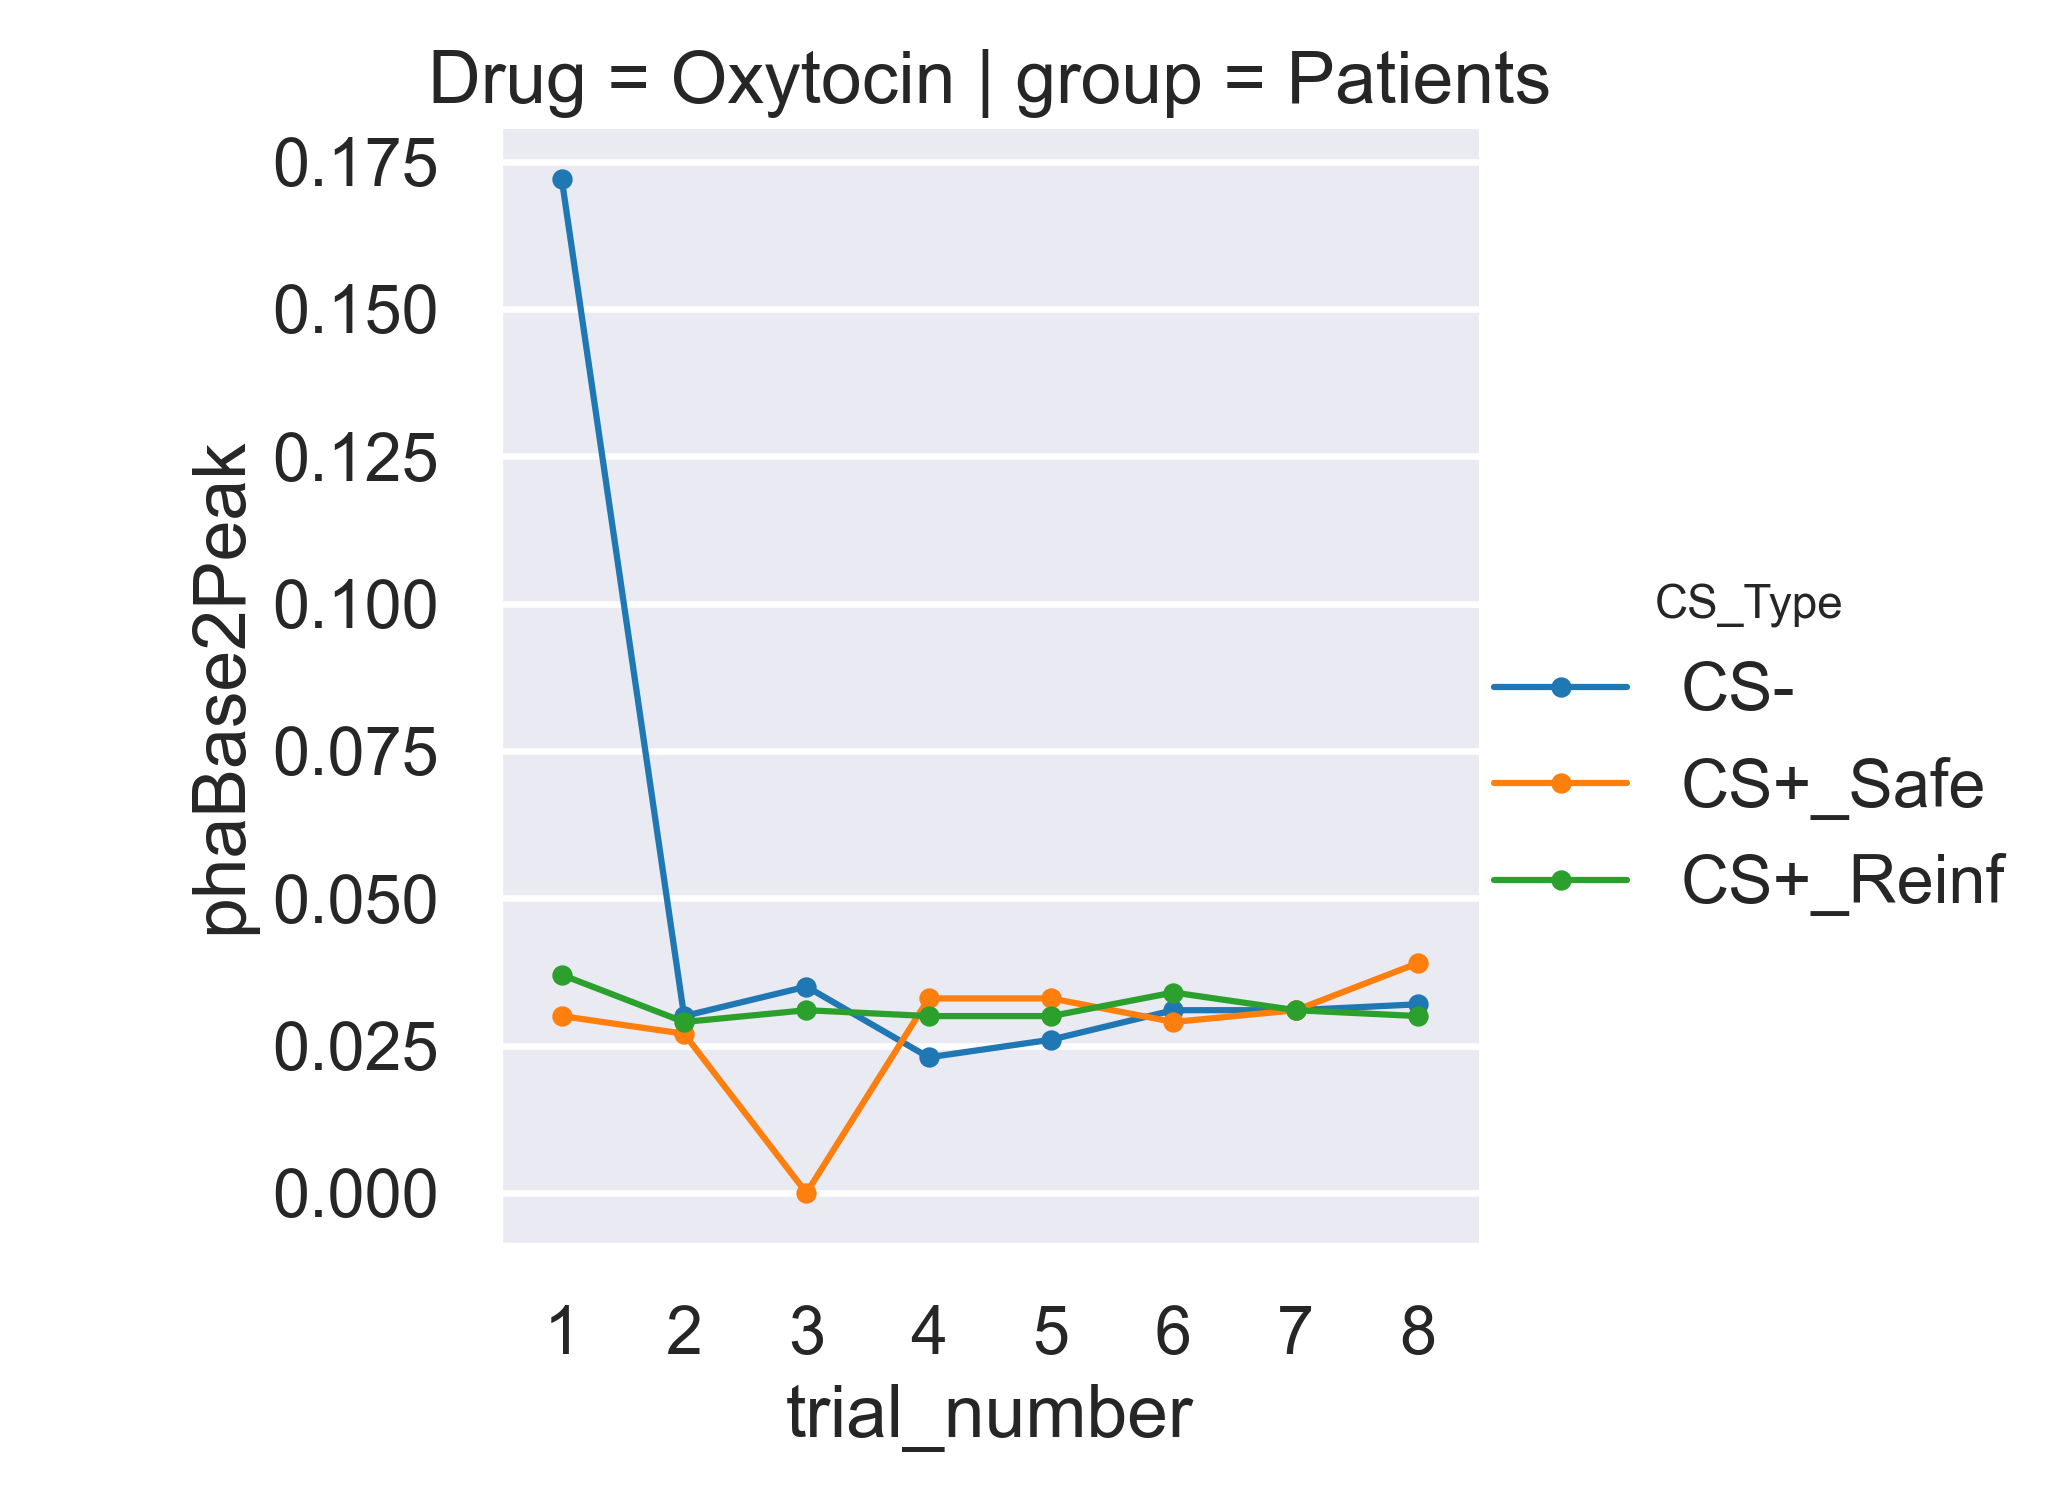 Drug = Oxytocin | group = Patients
0.175
0.150
0.125
0.100
0.075
0.050
0.025
0.000
phaBase2Peak
1 2 3 4 5 6 7 8
trial_number
CS_Type
CS-
CS+_Safe
CS+_Reinf